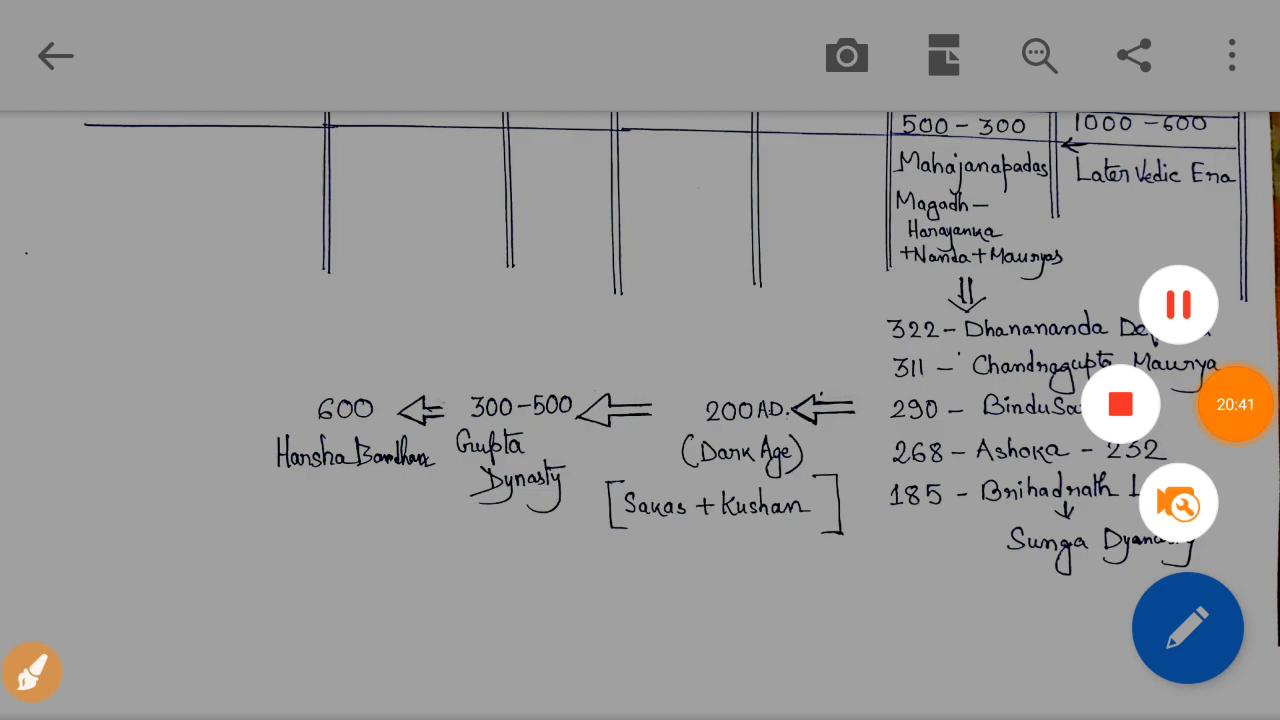 500 - 300
1000 - 600
Mahajanapadas
Later Vedic Era
Magadh -
Harayanka
+ Nanda + Mauryas
322 - Dhanananda
311 - Chandragupta Maurya
290 -
20:41
600
300 - 500
200 AD.
Harsha Bardhan
Gupta
Dynasty
(Dark Age)
268 - Ashoka - 232
[Sakas + Kushan]
185 - Brihadrath
Sunga